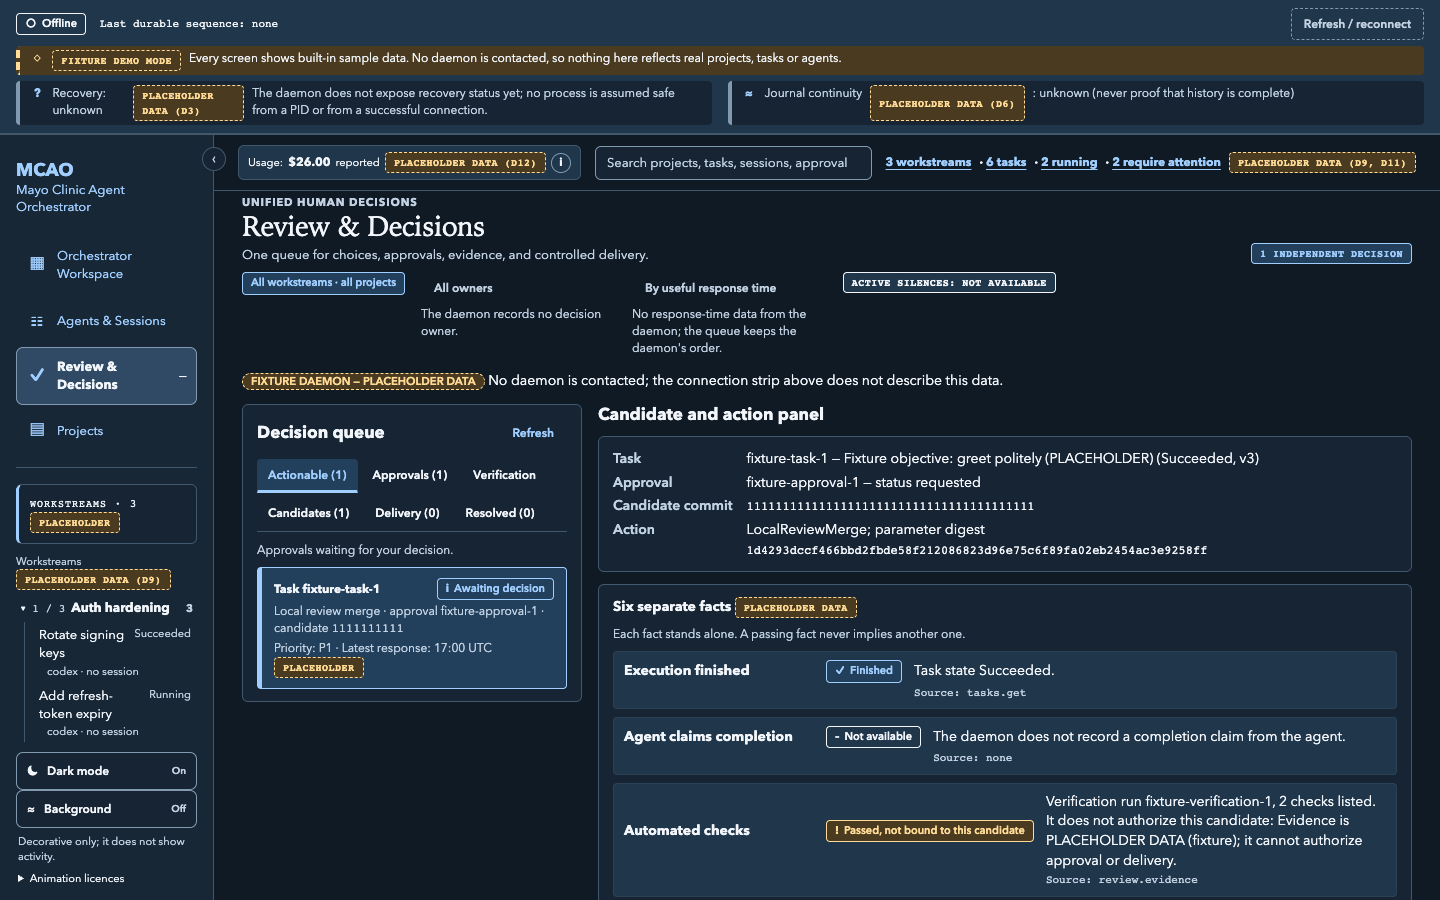 Offline
Last durable sequence: none
Refresh / reconnect
FIXTURE DEMO MODE Every screen shows built-in sample data. No daemon is contacted, so nothing here reflects real projects, tasks or agents.
? Recovery: unknown
PLACEHOLDER DATA (D3)
The daemon does not expose recovery status yet; no process is assumed safe
from a PID or from a successful connection.
≈ Journal continuity PLACEHOLDER DATA (D6) : unknown (never proof that history is complete)
MCAO
Mayo Clinic Agent
Orchestrator
‹
Usage: $26.00 reported PLACEHOLDER DATA (D12) i
Search projects, tasks, sessions, approval
3 workstreams · 6 tasks · 2 running · 2 require attention PLACEHOLDER DATA (D9, D11)
Orchestrator
Workspace
Agents & Sessions
Review &
Decisions
–
Projects
WORKSTREAMS · 3
PLACEHOLDER
Workstreams
PLACEHOLDER DATA (D9)
▾ 1 / 3 Auth hardening 3
Rotate signing
keys
Succeeded
codex · no session
Add refresh-
token expiry
Running
codex · no session
Dark mode On
≈ Background Off
Decorative only; it does not show
activity.
▶ Animation licences
UNIFIED HUMAN DECISIONS
Review & Decisions
One queue for choices, approvals, evidence, and controlled delivery.
1 INDEPENDENT DECISION
All workstreams · all projects
All owners
The daemon records no decision
owner.
By useful response time
No response-time data from the
daemon; the queue keeps the
daemon's order.
ACTIVE SILENCES: NOT AVAILABLE
FIXTURE DAEMON — PLACEHOLDER DATA No daemon is contacted; the connection strip above does not describe this data.
Decision queue
Refresh
Actionable (1) Approvals (1) Verification
Candidates (1) Delivery (0) Resolved (0)
Approvals waiting for your decision.
Task fixture-task-1
i Awaiting decision
Local review merge · approval fixture-approval-1 ·
candidate 1111111111
Priority: P1 · Latest response: 17:00 UTC
PLACEHOLDER
Candidate and action panel
Task fixture-task-1 — Fixture objective: greet politely (PLACEHOLDER) (Succeeded, v3)
Approval fixture-approval-1 — status requested
Candidate commit 1111111111111111111111111111111111111111
Action LocalReviewMerge; parameter digest
1d4293dccf466bbd2fbde58f212086823d96e75c6f89fa02eb2454ac3e9258ff
Six separate facts PLACEHOLDER DATA
Each fact stands alone. A passing fact never implies another one.
Execution finished
✓ Finished
Task state Succeeded.
Source: tasks.get
Agent claims completion
– Not available
The daemon does not record a completion claim from the agent.
Source: none
Automated checks
! Passed, not bound to this candidate
Verification run fixture-verification-1, 2 checks listed.
It does not authorize this candidate: Evidence is
PLACEHOLDER DATA (fixture); it cannot authorize
approval or delivery.
Source: review.evidence